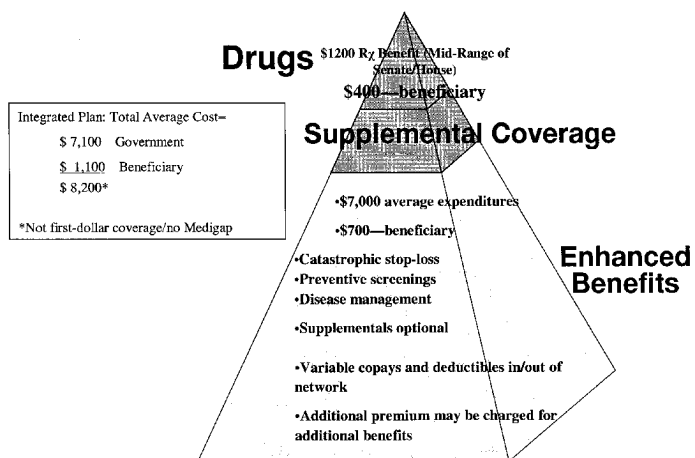 Drugs
$1200 Rχ Benefit (Mid-Range of
Senate/House)
$400—beneficiary
Supplemental Coverage
Integrated Plan: Total Average Cost=
$ 7,100 Government
$ 1,100 Beneficiary
$ 8,200*
*Not first-dollar coverage/no Medigap
•$7,000 average expenditures
•$700—beneficiary
•Catastrophic stop-loss
•Preventive screenings
•Disease management
•Supplementals optional
•Variable copays and deductibles in/out of
network
•Additional premium may be charged for
additional benefits
Enhanced
Benefits